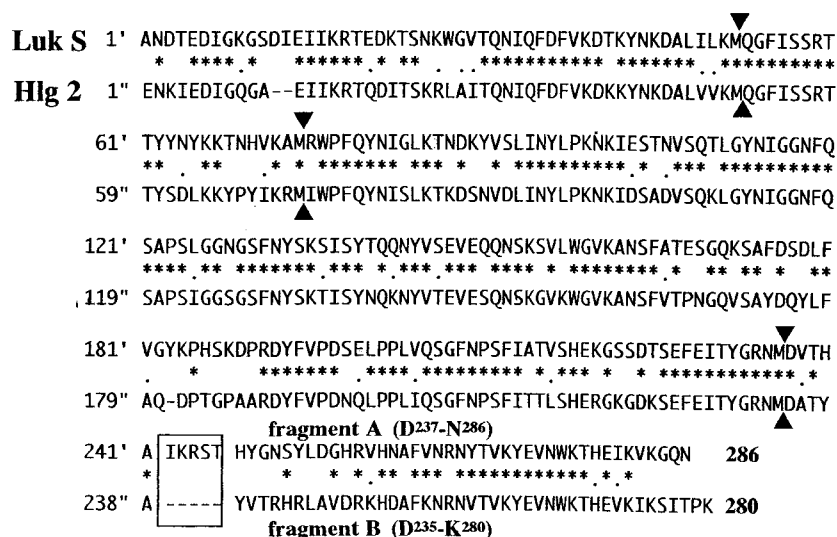 Luk S 1' ANDTEDIGKGSDIEIIKRTEDKTSNKWGVTQNIQFDFVKDTKYNKDALILKMQGFISSRT
Hlg 2 1" ENKIEDIGQGA--EIIKRTQDITSKRLAITQNIQFDFVKDKKYNKDALVVKMQGFISSRT
61' TYYNYKKTNHVKAMRWPFQYNIGLKTNDKYVSLINYLPKNKIESTNVSQTLGYNIGGNFQ
59" TYSDLKKYPYIKRMIWPFQYNISLKTKDSNVDLINYLPKNKIDSADVSQKLGYNIGGNFQ
121' SAPSLGGNGSFNYSKSISYTQQNYVSEVEQQNSKSVLWGVKANSFATESGQKSAFDSDLF
119" SAPSIGGSGSFNYSKTISYNQKNYVTEVESQNSKGVKWGVKANSFVTPNGQVSAYDQYLF
181' VGYKPHSKDPRDYFVPDSELPPLVQSGFNPSFIATVSHEKGSSDTSEFEITYGRNMDVTH
179" AQ-DPTGPAARDYFVPDNQLPPLIQSGFNPSFITTLSHERGKGDKSEFEITYGRNMDATY
fragment A (D237-N286)
241' A IKRST HYGNSYLDGHRVHNAFVNRNYTVKYEVNWKTHEIKVKGQN 286
238" A ----- YVTRHRLAVDRKHDAFKNRNVTVKYEVNWKTHEVKIKSITPK 280
fragment B (D235-K280)